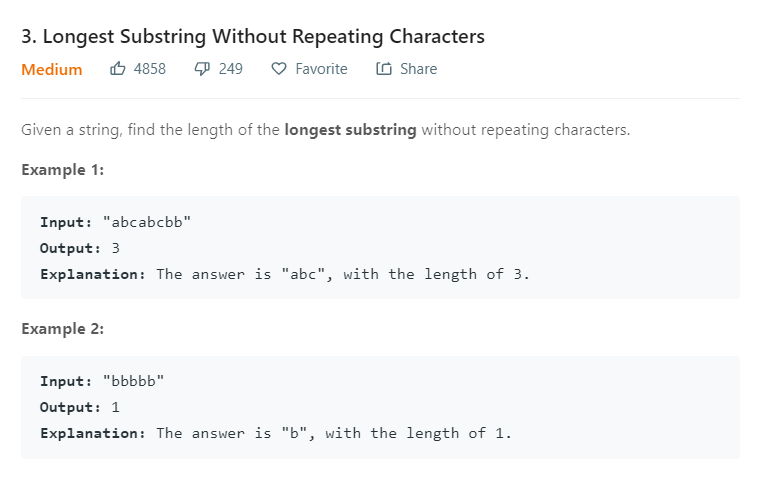 3. Longest Substring Without Repeating Characters
Medium 4858 249 Favorite Share
Given a string, find the length of the longest substring without repeating characters.
Example 1:
Input: "abcabcbb"
Output: 3
Explanation: The answer is "abc", with the length of 3.
Example 2:
Input: "bbbbb"
Output: 1
Explanation: The answer is "b", with the length of 1.